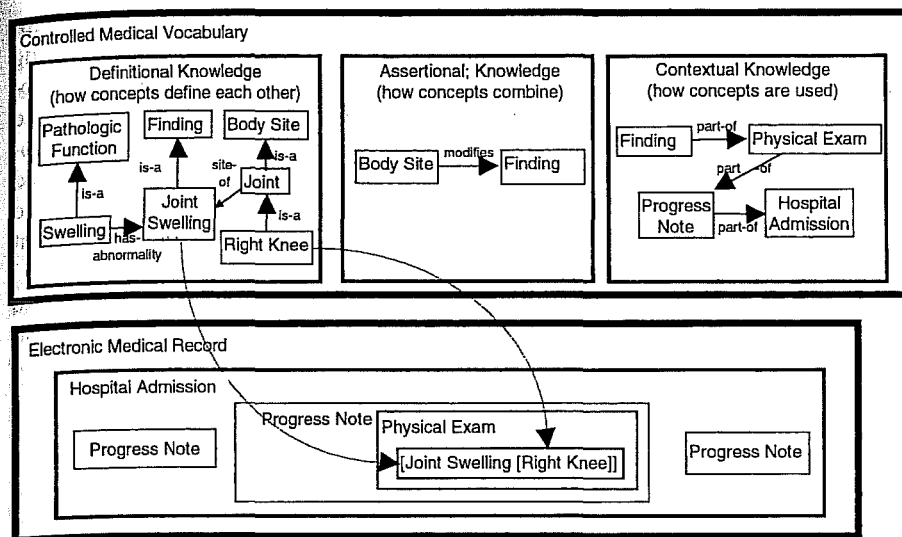 Controlled Medical Vocabulary
Definitional Knowledge
(how concepts define each other)
Pathologic
Function
Finding
Body Site
is-a
is-a
is-a
site-
of
Joint
Joint
Swelling
is-a
Swelling
has-
abnormality
Right Knee
Assertional; Knowledge
(how concepts combine)
Body Site
modifies
Finding
Contextual Knowledge
(how concepts are used)
Finding
part-of
Physical Exam
part -of
Progress
Note
part-of
Hospital
Admission
Electronic Medical Record
Hospital Admission
Progress Note
Progress Note
Physical Exam
[Joint Swelling [Right Knee]]
Progress Note